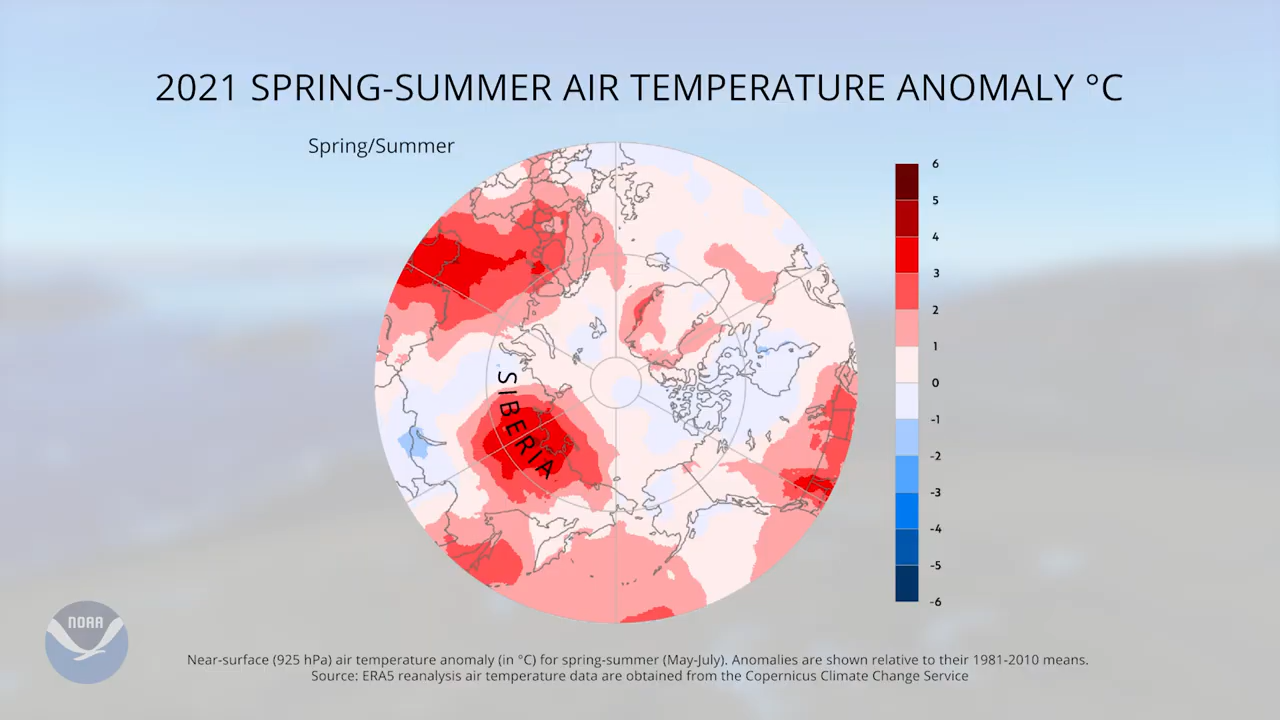 2021 SPRING-SUMMER AIR TEMPERATURE ANOMALY °C
Spring/Summer
SIBERIA
6
5
4
3
2
1
0
-1
-2
-3
-4
-5
-6
NOAA
Near-surface (925 hPa) air temperature anomaly (in °C) for spring-summer (May-July). Anomalies are shown relative to their 1981-2010 means.
Source: ERA5 reanalysis air temperature data are obtained from the Copernicus Climate Change Service